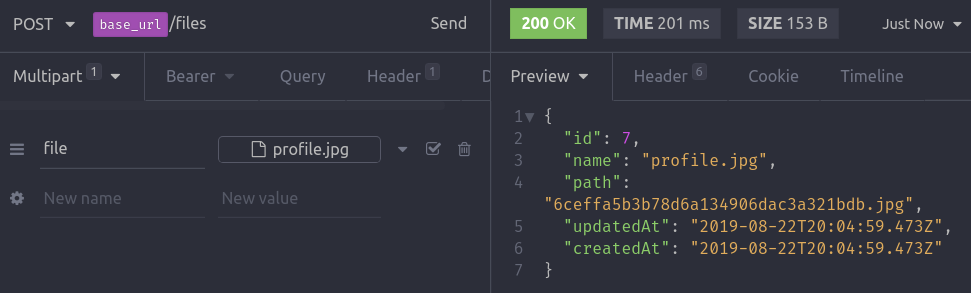 POST base_url/files Send
Multipart 1 Bearer Query Header 1 D
file profile.jpg
New name New value
200 OK TIME 201 ms SIZE 153 B Just Now
Preview Header 6 Cookie Timeline
1 {
2 "id": 7,
3 "name": "profile.jpg",
4 "path":
"6ceffa5b3b78d6a134906dac3a321bdb.jpg",
5 "updatedAt": "2019-08-22T20:04:59.473Z",
6 "createdAt": "2019-08-22T20:04:59.473Z"
7 }